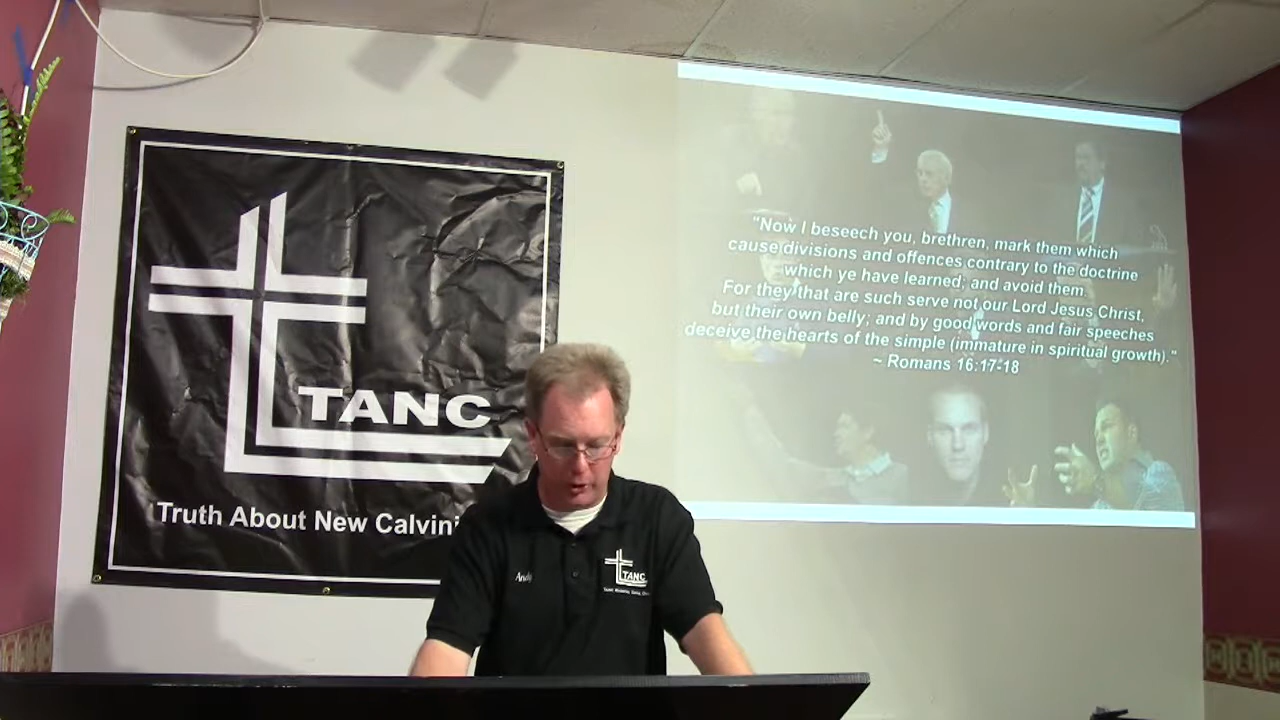 TANC
Truth About New Calvini
"Now I beseech you, brethren, mark them which
cause divisions and offences contrary to the doctrine
which ye have learned; and avoid them.
For they that are such serve not our Lord Jesus Christ,
but their own belly; and by good words and fair speeches
deceive the hearts of the simple (immature in spiritual growth)."
~ Romans 16:17-18
Andy
TANC